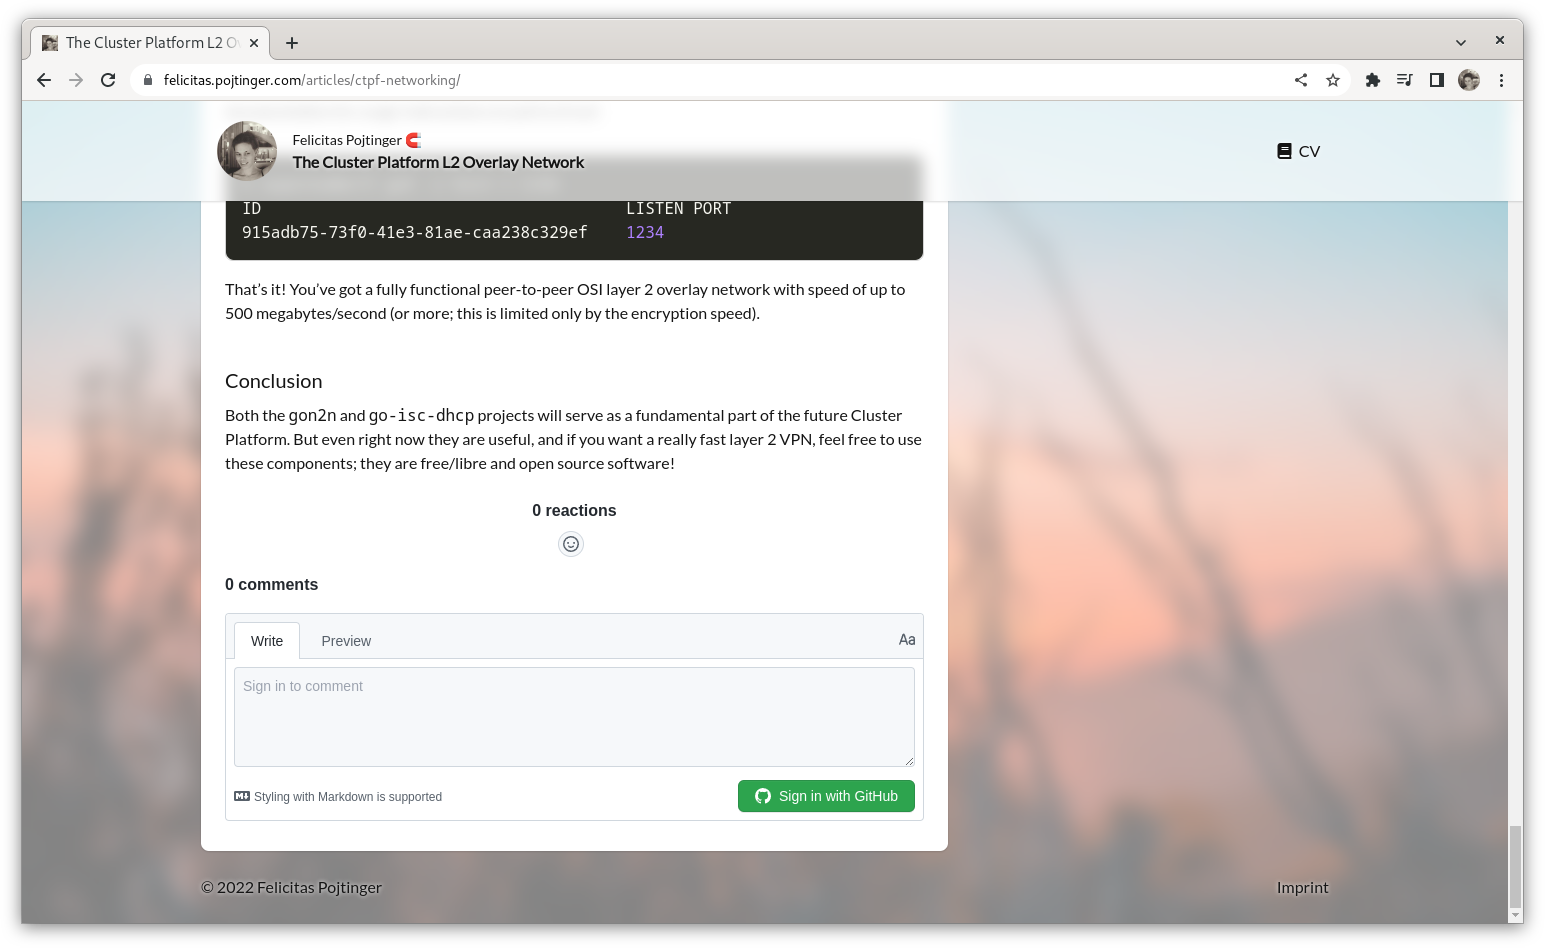 The Cluster Platform L2 O
felicitas.pojtinger.com/articles/ctpf-networking/
Felicitas Pojtinger 🧲
The Cluster Platform L2 Overlay Network
CV
ID LISTEN PORT
915adb75-73f0-41e3-81ae-caa238c329ef 1234
That’s it! You’ve got a fully functional peer-to-peer OSI layer 2 overlay network with speed of up to
500 megabytes/second (or more; this is limited only by the encryption speed).
Conclusion
Both the gon2n and go-isc-dhcp projects will serve as a fundamental part of the future Cluster
Platform. But even right now they are useful, and if you want a really fast layer 2 VPN, feel free to use
these components; they are free/libre and open source software!
0 reactions
0 comments
Write Preview Aa
Sign in to comment
Styling with Markdown is supported
Sign in with GitHub
© 2022 Felicitas Pojtinger
Imprint